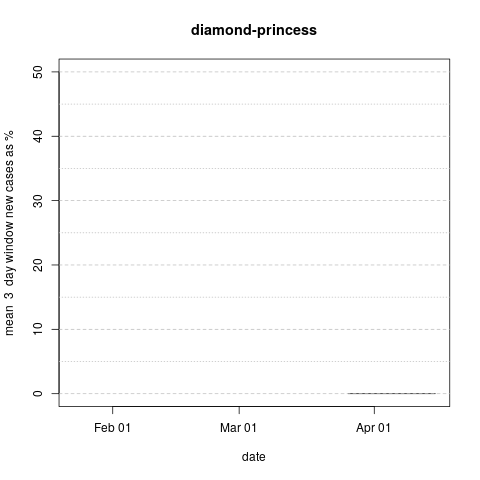 diamond-princess
mean  3  day window new cases as %
50
40
30
20
10
0
Feb 01
Mar 01
Apr 01
date